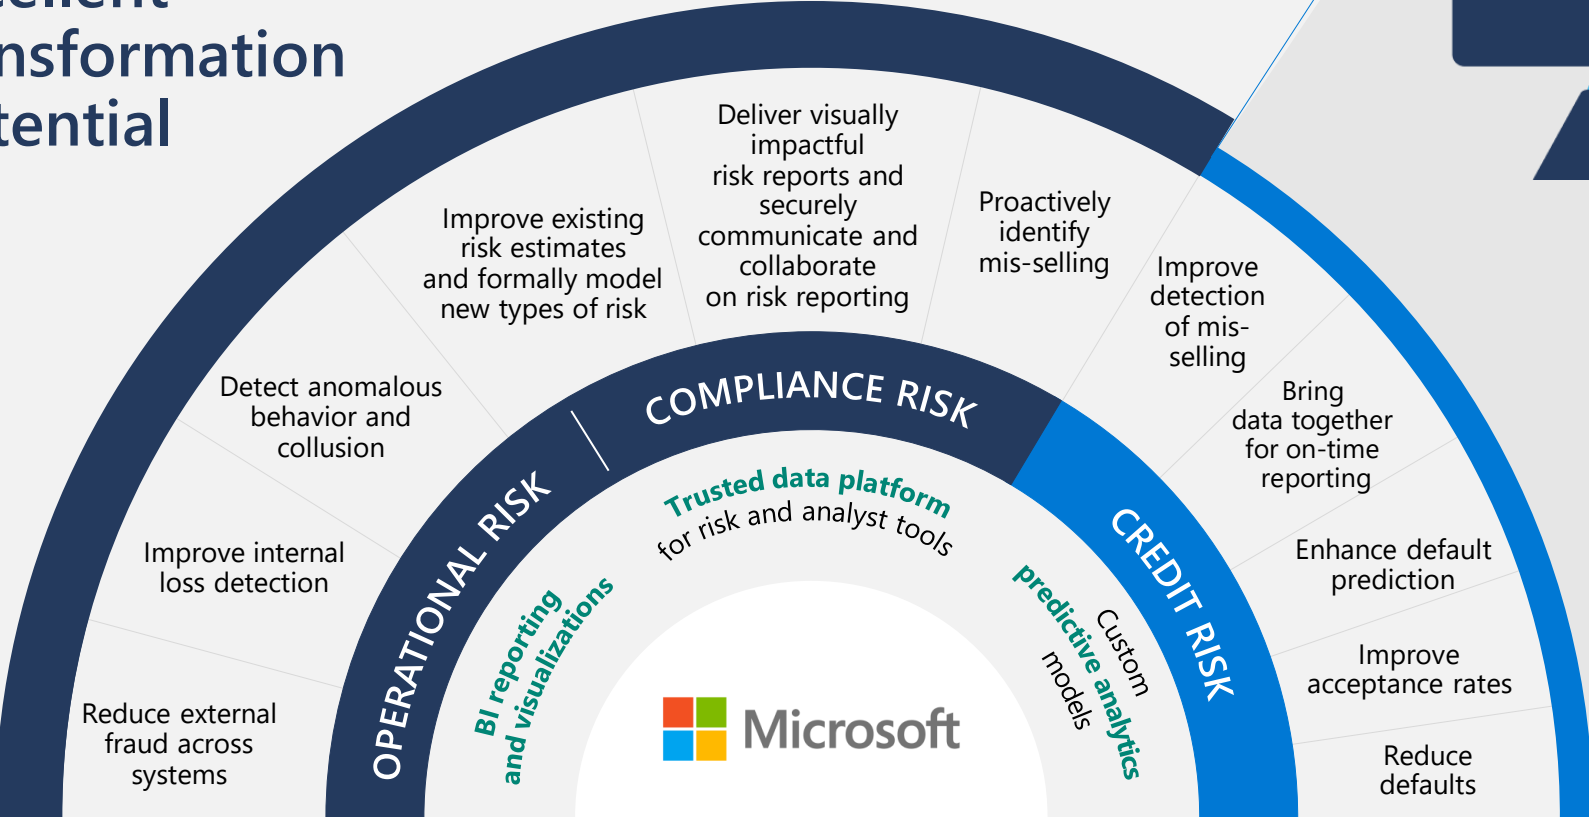 nsformation
tential
Reduce external
fraud across
systems
Improve internal
loss detection
Detect anomalous
behavior and
collusion
Improve existing
risk estimates
and formally model
new types of risk
Deliver visually
impactful
risk reports and
securely
communicate and
collaborate
on risk reporting
Proactively
identify
mis-selling
Improve
detection
of mis-
selling
Bring
data together
for on-time
reporting
Enhance default
prediction
Improve
acceptance rates
Reduce
defaults
OPERATIONAL RISK
COMPLIANCE RISK
CREDIT RISK
BI reporting
and visualizations
Trusted data platform
for risk and analyst tools
Custom
predictive analytics
models
Microsoft